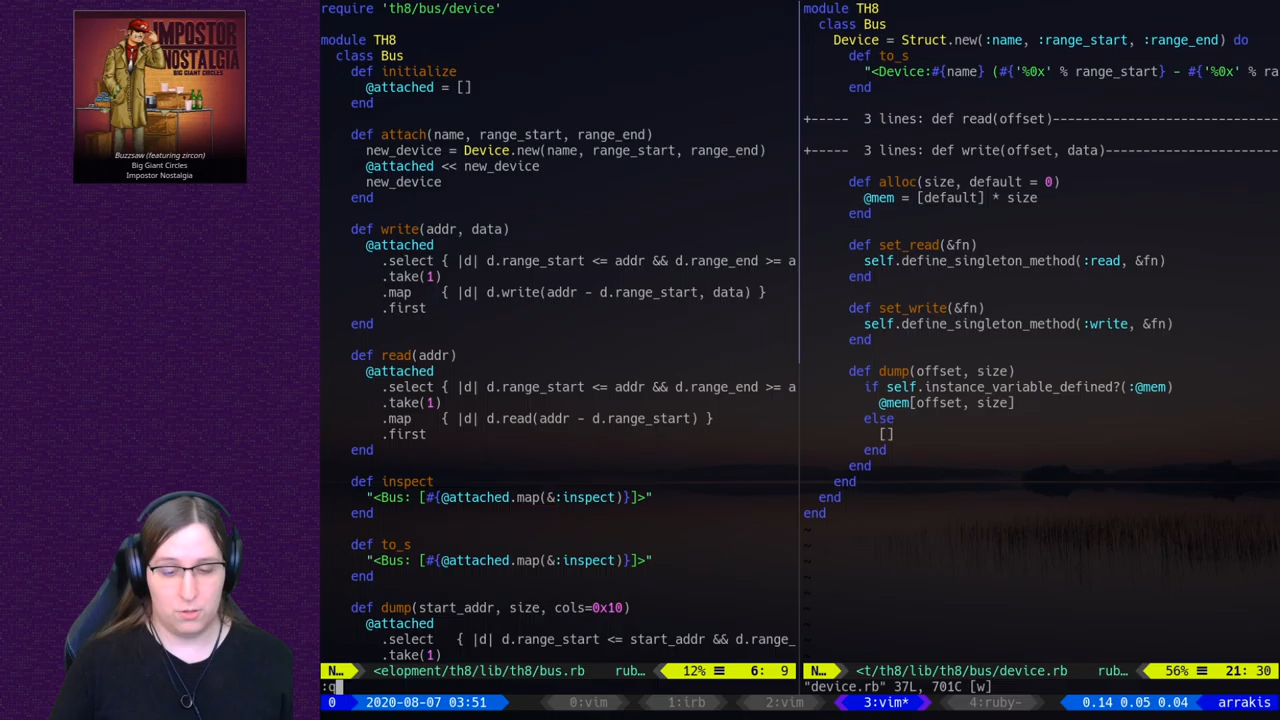 IMPOSTOR
NOSTALGIA
BIG GIANT CIRCLES
Buzzsaw (featuring zircon)
Big Giant Circles
Impostor Nostalgia
require 'th8/bus/device'
module TH8
class Bus
def initialize
@attached = []
end
def attach(name, range_start, range_end)
new_device = Device.new(name, range_start, range_end)
@attached << new_device
new_device
end
def write(addr, data)
@attached
.select { |d| d.range_start <= addr && d.range_end >= a
.take(1)
.map    { |d| d.write(addr - d.range_start, data) }
.first
end
def read(addr)
@attached
.select { |d| d.range_start <= addr && d.range_end >= a
.take(1)
.map    { |d| d.read(addr - d.range_start) }
.first
end
def inspect
"<Bus: [#{@attached.map(&:inspect)}]>"
end
def to_s
"<Bus: [#{@attached.map(&:inspect)}]>"
end
def dump(start_addr, size, cols=0x10)
@attached
.select   { |d| d.range_start <= start_addr && d.range_
.take(1)
N… <elopment/th8/lib/th8/bus.rb rub… 12% ≡ 6: 9
:q
module TH8
class Bus
Device = Struct.new(:name, :range_start, :range_end) do
def to_s
"<Device:#{name} (#{'%0x' % range_start} - #{'%0x' % ra
end
+-----  3 lines: def read(offset)------------------------------
+-----  3 lines: def write(offset, data)-----------------------
def alloc(size, default = 0)
@mem = [default] * size
end
def set_read(&fn)
self.define_singleton_method(:read, &fn)
end
def set_write(&fn)
self.define_singleton_method(:write, &fn)
end
def dump(offset, size)
if self.instance_variable_defined?(:@mem)
@mem[offset, size]
else
[]
end
end
end
end
end
~
~
~
~
~
~
~
~
~
N… <t/th8/lib/th8/bus/device.rb rub… 56% ≡ 21: 30
"device.rb" 37L, 701C [w]
0 2020-08-07 03:51 0:vim 1:irb 2:vim 3:vim* 4:ruby- 0.14 0.05 0.04 arrakis